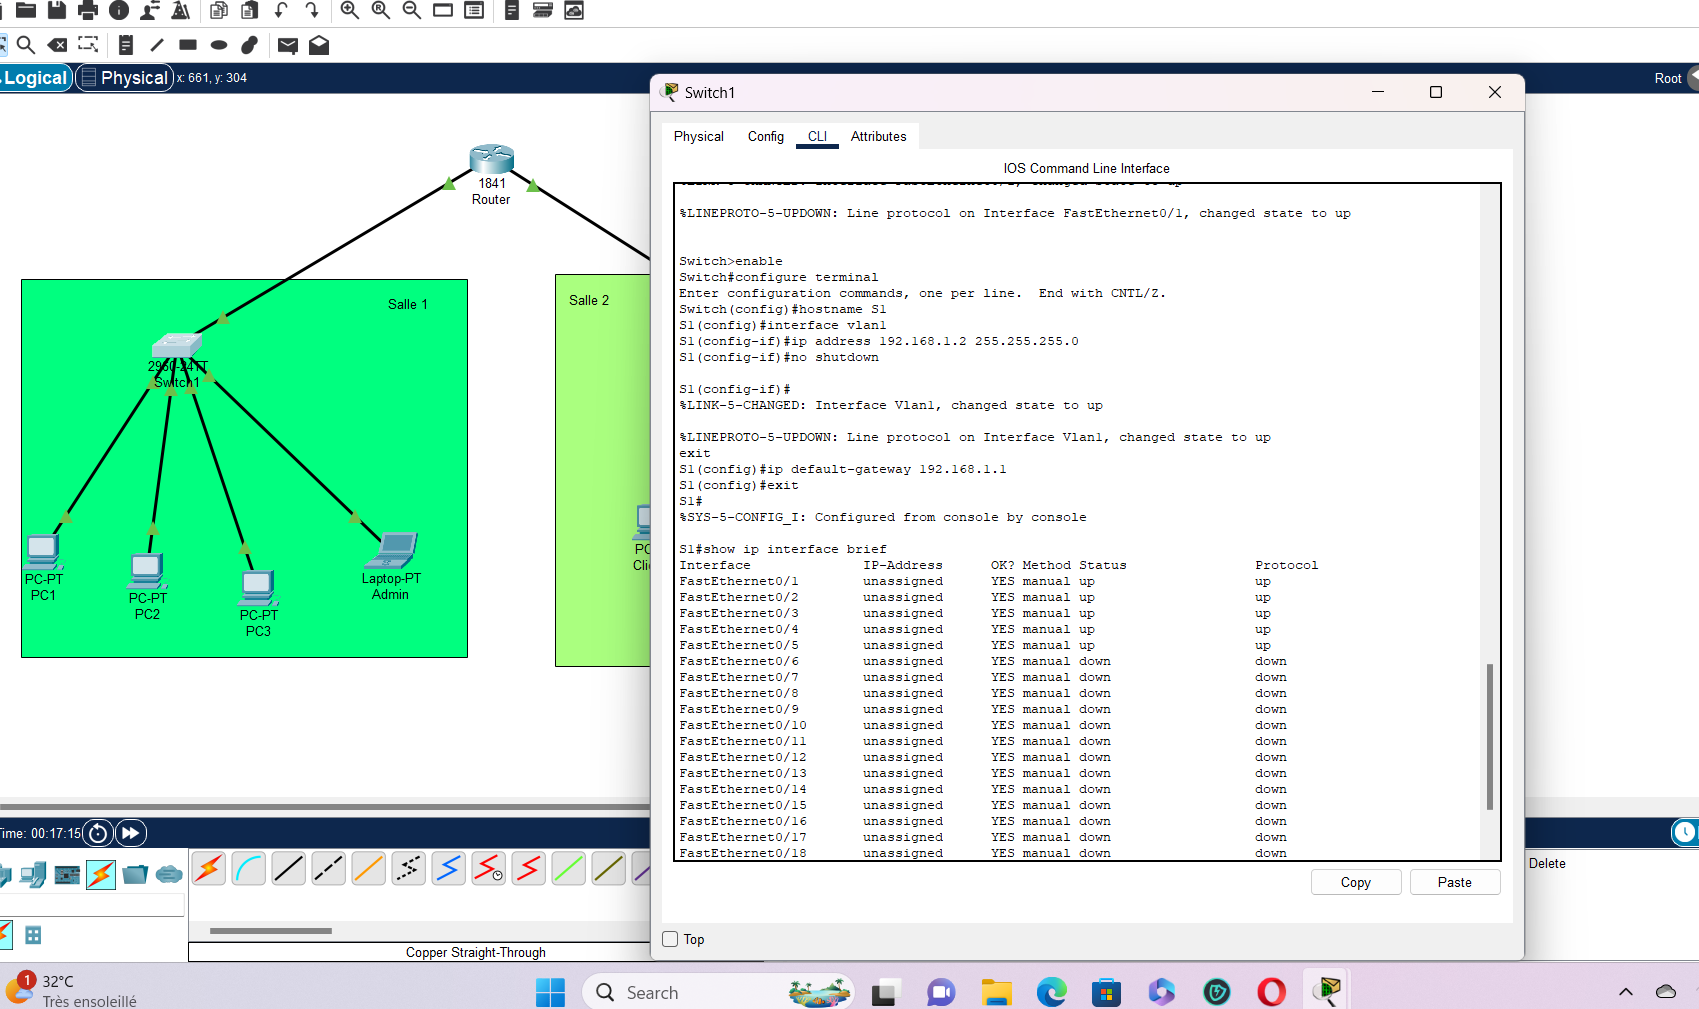 Logical
Physical
x: 661, y: 304
Root
1841
Router
Salle 1
2960-24TT
Switch1
PC-PT
PC1
PC-PT
PC2
PC-PT
PC3
Laptop-PT
Admin
Salle 2
Switch1
Physical Config CLI Attributes
IOS Command Line Interface
%LINEPROTO-5-UPDOWN: Line protocol on Interface FastEthernet0/1, changed state to up
Switch>enable
Switch#configure terminal
Enter configuration commands, one per line.  End with CNTL/Z.
Switch(config)#hostname S1
S1(config)#interface vlan1
S1(config-if)#ip address 192.168.1.2 255.255.255.0
S1(config-if)#no shutdown
S1(config-if)#
%LINK-5-CHANGED: Interface Vlan1, changed state to up
%LINEPROTO-5-UPDOWN: Line protocol on Interface Vlan1, changed state to up
exit
S1(config)#ip default-gateway 192.168.1.1
S1(config)#exit
S1#
%SYS-5-CONFIG_I: Configured from console by console
S1#show ip interface brief
Interface IP-Address OK? Method Status Protocol
FastEthernet0/1 unassigned YES manual up up
FastEthernet0/2 unassigned YES manual up up
FastEthernet0/3 unassigned YES manual up up
FastEthernet0/4 unassigned YES manual up up
FastEthernet0/5 unassigned YES manual up up
FastEthernet0/6 unassigned YES manual down down
FastEthernet0/7 unassigned YES manual down down
FastEthernet0/8 unassigned YES manual down down
FastEthernet0/9 unassigned YES manual down down
FastEthernet0/10 unassigned YES manual down down
FastEthernet0/11 unassigned YES manual down down
FastEthernet0/12 unassigned YES manual down down
FastEthernet0/13 unassigned YES manual down down
FastEthernet0/14 unassigned YES manual down down
FastEthernet0/15 unassigned YES manual down down
FastEthernet0/16 unassigned YES manual down down
FastEthernet0/17 unassigned YES manual down down
FastEthernet0/18 unassigned YES manual down down
Copy Paste
Top
00:17:15
Delete
Copper Straight-Through
1
32°C
Très ensoleillé
Search